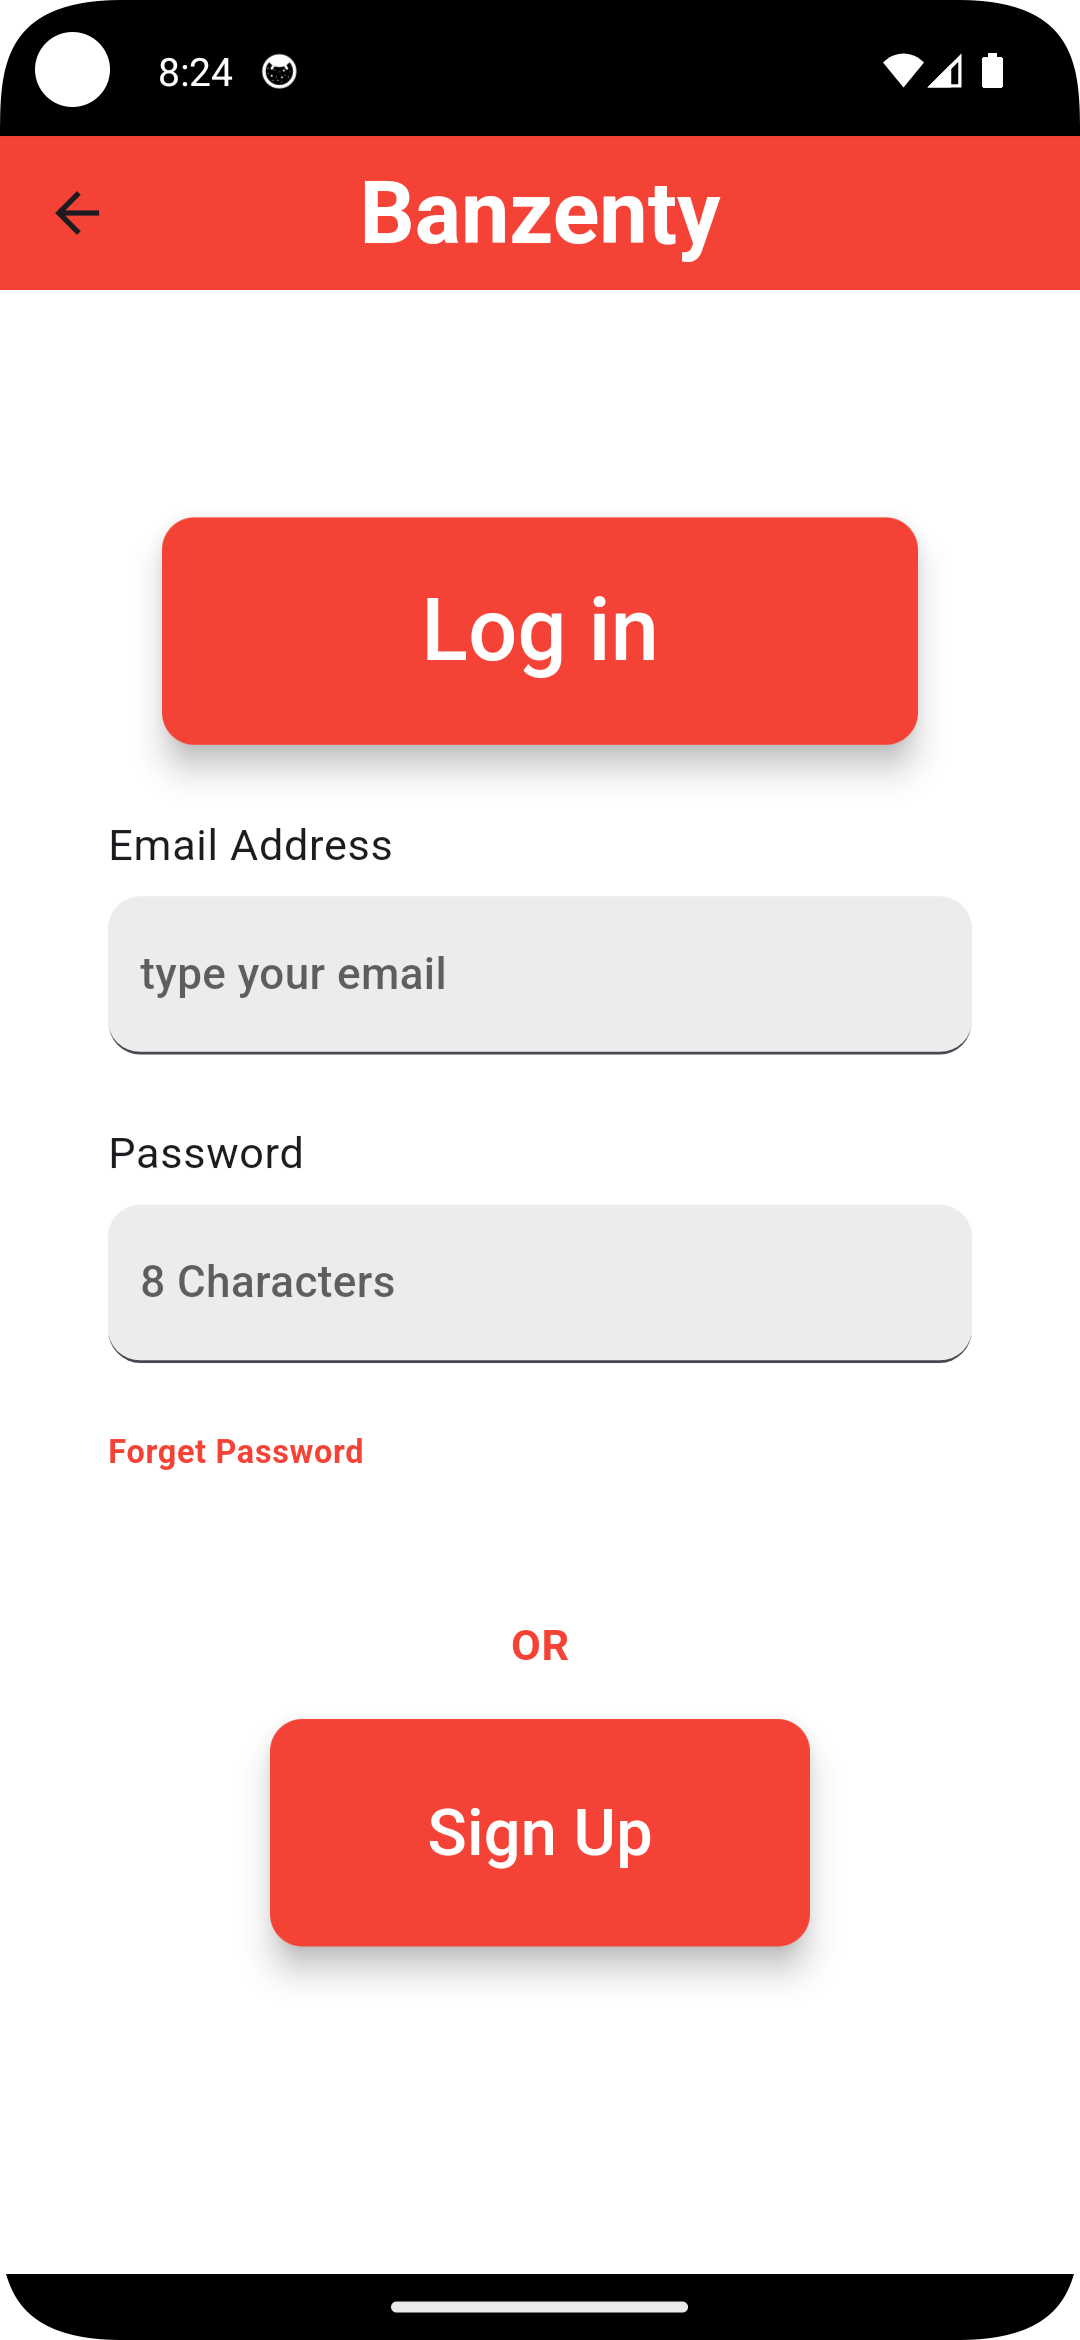 8:24
Banzenty
Log in
Email Address
type your email
Password
8 Characters
Forget Password
OR
Sign Up